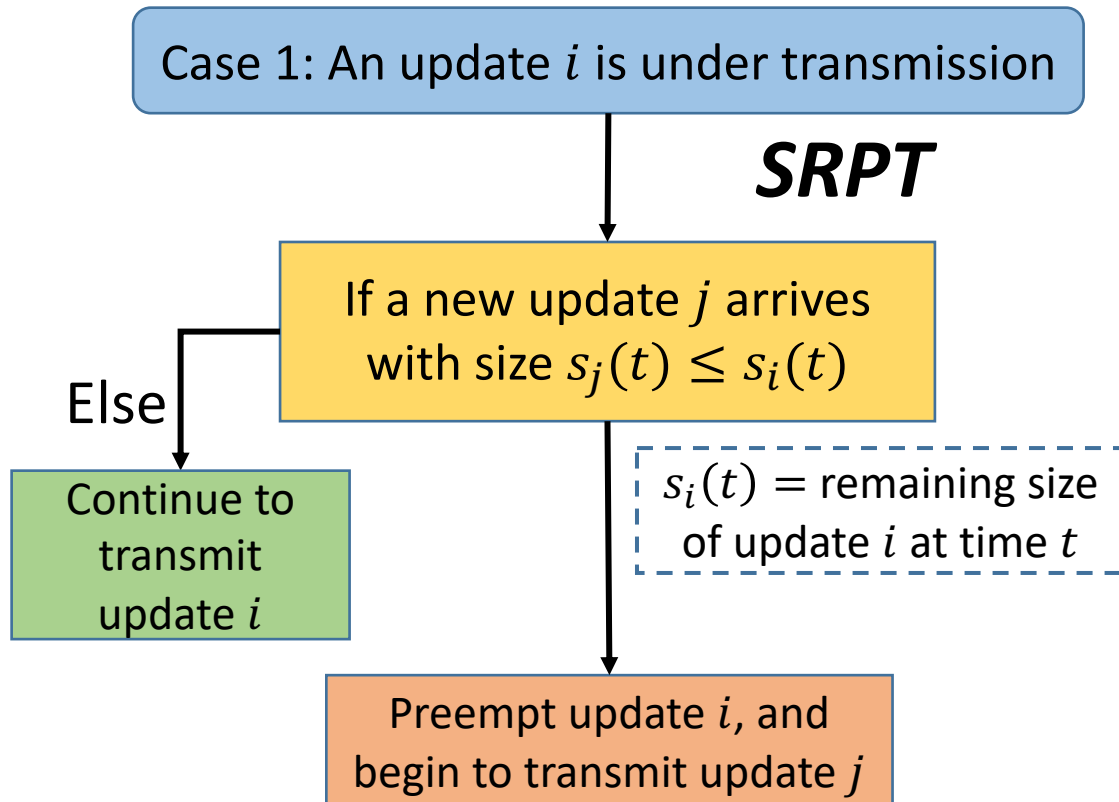 Case 1: An update 𝑖 is under transmission
SRPT
If a new update 𝑗 arrives
with size 𝑠𝑗(𝑡) ≤ 𝑠𝑖(𝑡)
Else
Continue to
transmit
update 𝑖
𝑠𝑖(𝑡) = remaining size
of update 𝑖 at time 𝑡
Preempt update 𝑖, and
begin to transmit update 𝑗